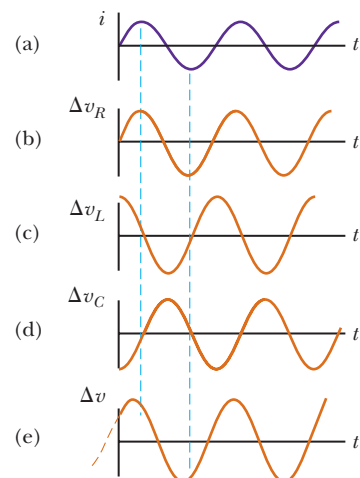 (a) i t
(b) Δv_R t
(c) Δv_L t
(d) Δv_C t
(e) Δv t